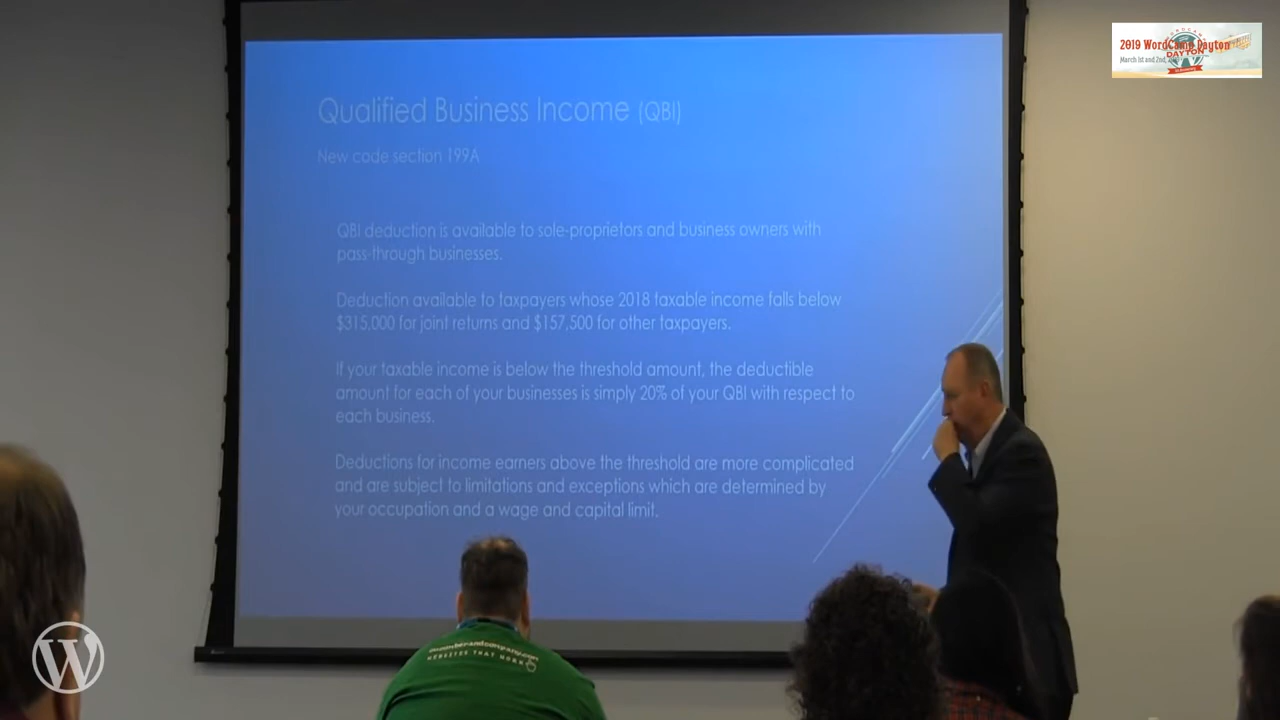 2019 WordCamp Dayton
March 1st and 2nd,
DAYTON
Qualified Business Income (QBI)
New code section 199A
QBI deduction is available to sole-proprietors and business owners with
pass-through businesses.
Deduction available to taxpayers whose 2018 taxable income falls below
$315,000 for joint returns and $157,500 for other taxpayers.
If your taxable income is below the threshold amount, the deductible
amount for each of your businesses is simply 20% of your QBI with respect to
each business.
Deductions for income earners above the threshold are more complicated
and are subject to limitations and exceptions which are determined by
your occupation and a wage and capital limit.
WEBSITES THAT WORK
W